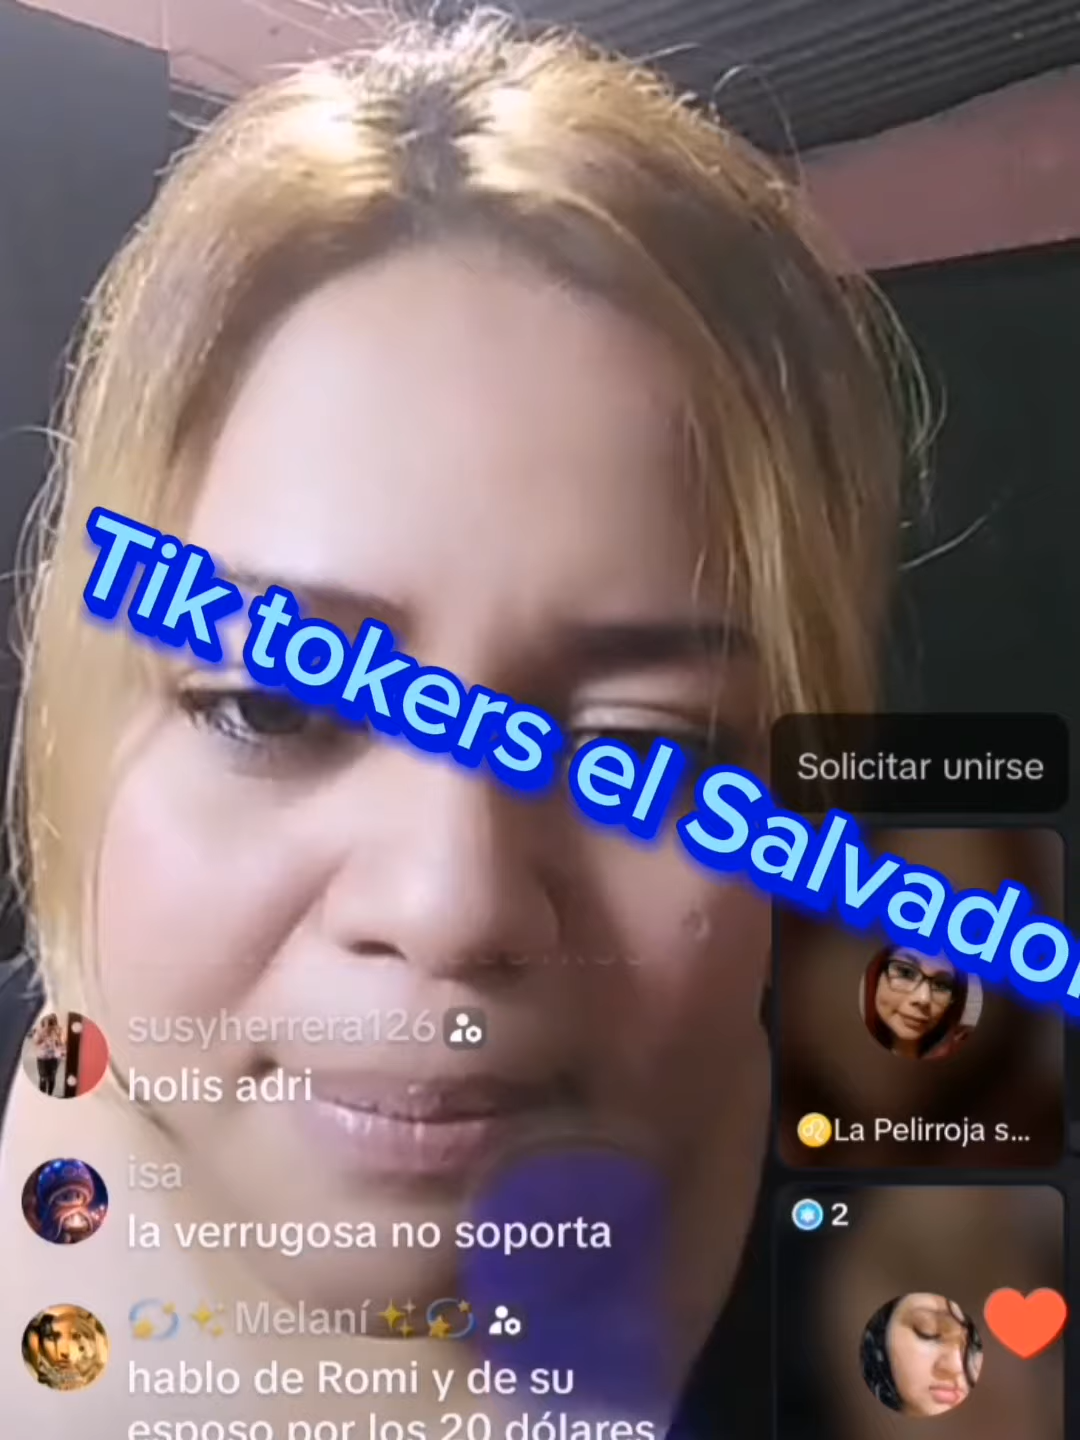 Tik tokers el Salvador
Solicitar unirse
susyherrera126
holis adri
La Pelirroja s...
isa
la verrugosa no soporta
2
Melaní
hablo de Romi y de su
esposo por los 20 dólares